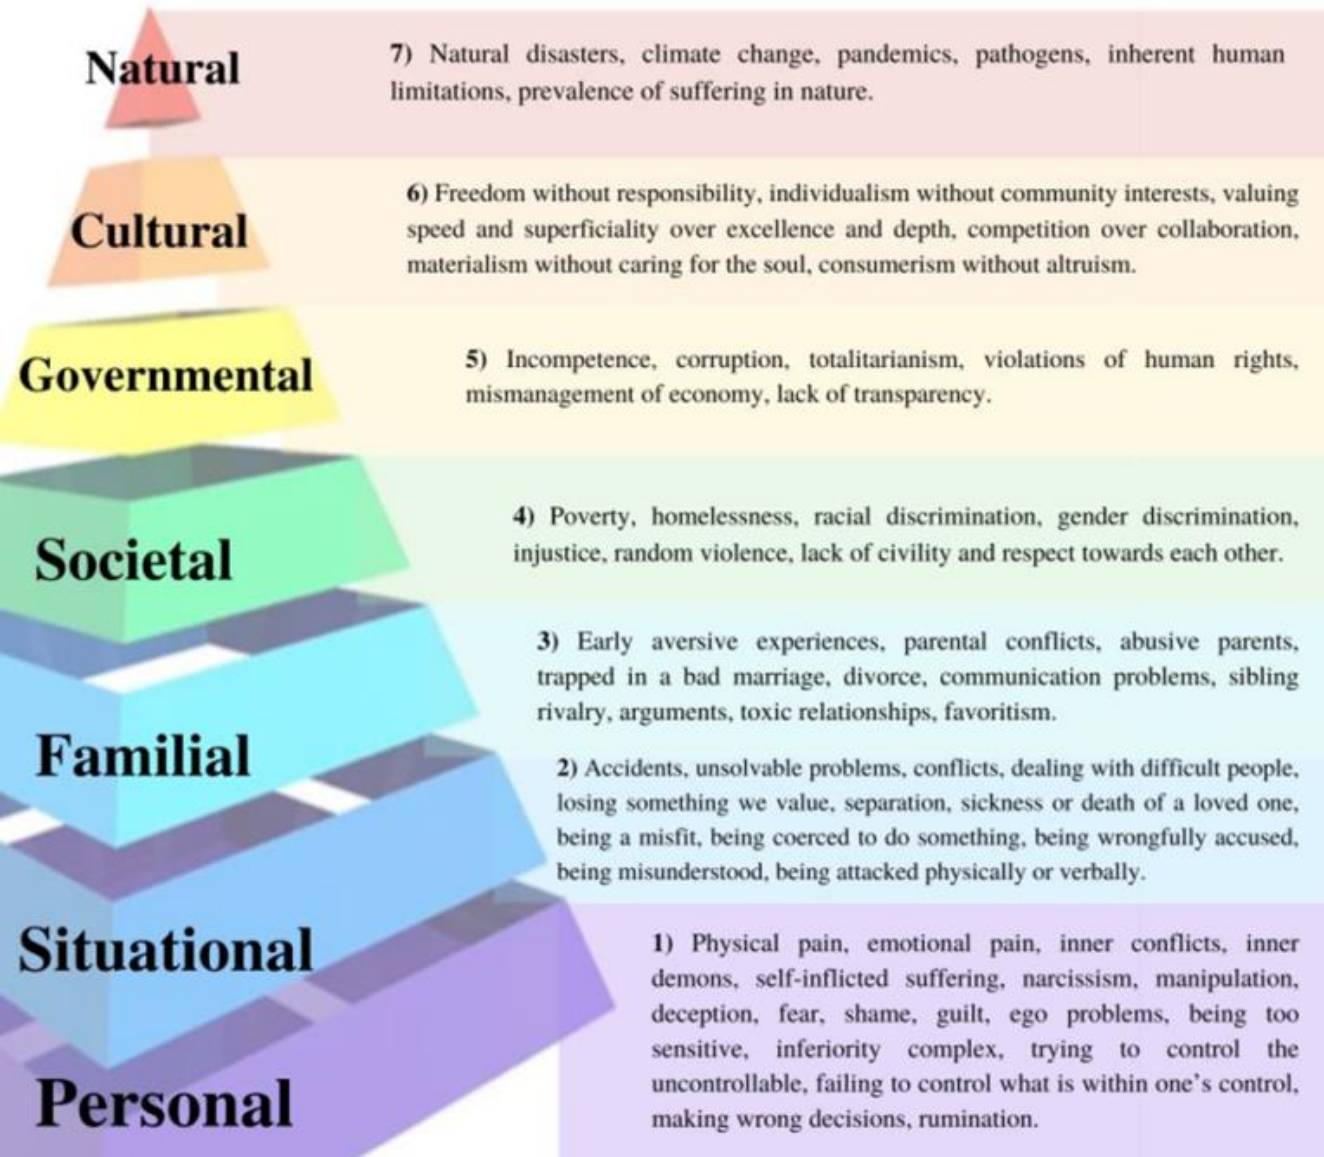 Natural
7) Natural disasters, climate change, pandemics, pathogens, inherent human
limitations, prevalence of suffering in nature.
Cultural
6) Freedom without responsibility, individualism without community interests, valuing
speed and superficiality over excellence and depth, competition over collaboration,
materialism without caring for the soul, consumerism without altruism.
Governmental
5) Incompetence, corruption, totalitarianism, violations of human rights,
mismanagement of economy, lack of transparency.
Societal
4) Poverty, homelessness, racial discrimination, gender discrimination,
injustice, random violence, lack of civility and respect towards each other.
Familial
3) Early aversive experiences, parental conflicts, abusive parents,
trapped in a bad marriage, divorce, communication problems, sibling
rivalry, arguments, toxic relationships, favoritism.
Situational
2) Accidents, unsolvable problems, conflicts, dealing with difficult people,
losing something we value, separation, sickness or death of a loved one,
being a misfit, being coerced to do something, being wrongfully accused,
being misunderstood, being attacked physically or verbally.
Personal
1) Physical pain, emotional pain, inner conflicts, inner
demons, self-inflicted suffering, narcissism, manipulation,
deception, fear, shame, guilt, ego problems, being too
sensitive, inferiority complex, trying to control the
uncontrollable, failing to control what is within one's control,
making wrong decisions, rumination.